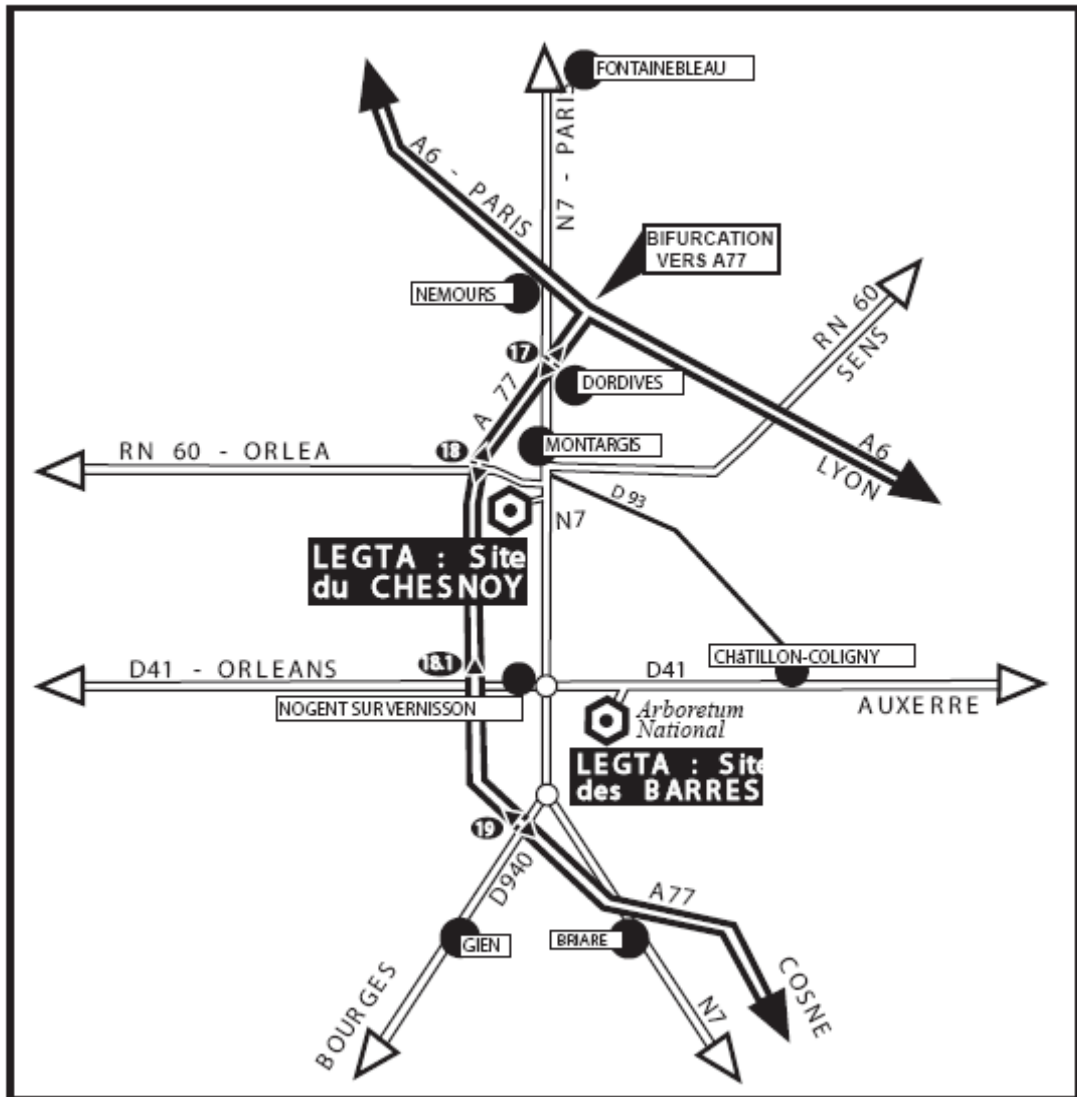 FONTAINEBLEAU
N7 - PARIS
A6 - PARIS
BIFURCATION
VERS A77
NEMOURS
RN 60
SENS
17
DORDIVES
A 77
RN 60 - ORLEA
18
MONTARGIS
A6
LYON
D 93
N7
LEGTA : Site
du CHESNOY
D41 - ORLEANS
18.1
D41
CHâTILLON-COLIGNY
AUXERRE
NOGENT SUR VERNISSON
Arboretum
National
LEGTA : Site
des BARRES
19
D940
A77
GIEN
BRIARE
BOURGES
N7
COSNE